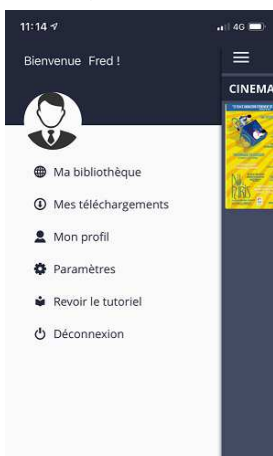 11:14
4G
Bienvenue Fred !
CINEMA
Ma bibliothèque
Mes téléchargements
Mon profil
Paramètres
Revoir le tutoriel
Déconnexion